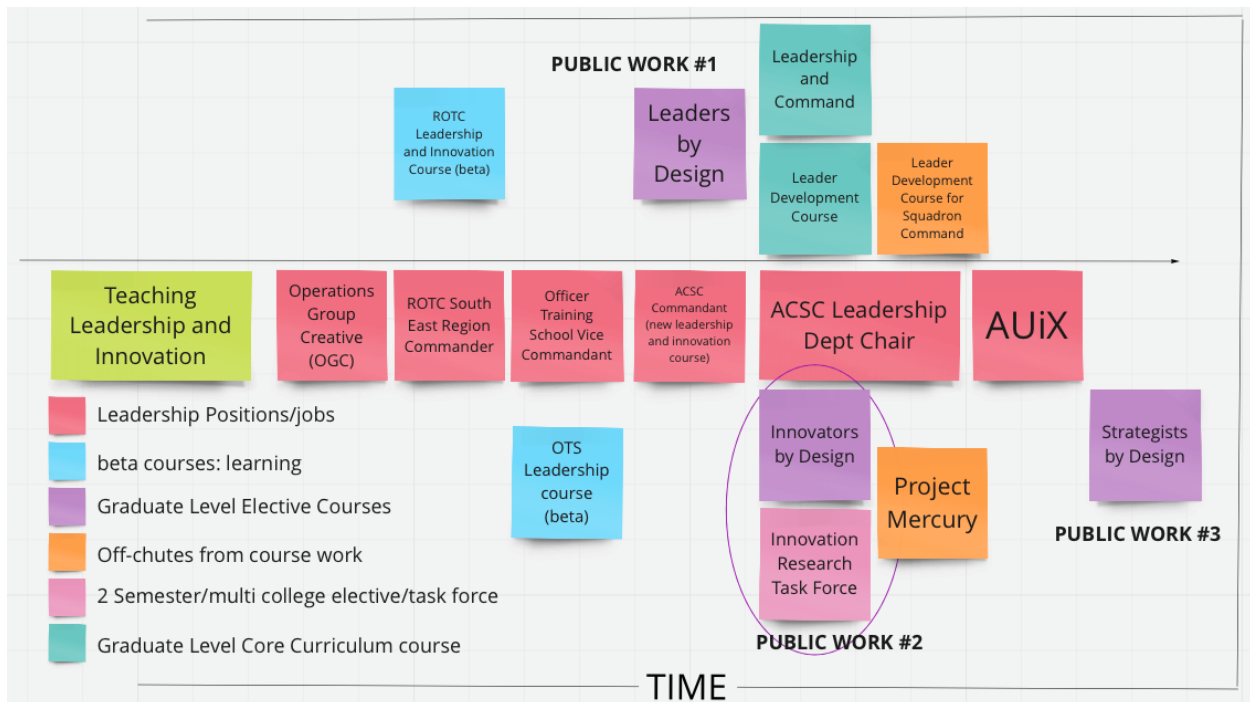 PUBLIC WORK #1
Leadership
and
Command
ROTC
Leadership
and Innovation
Course (beta)
Leaders
by
Design
Leader
Development
Course
Leader
Development
Course for
Squadron
Command
Teaching
Leadership and
Innovation
Operations
Group
Creative
(OGC)
ROTC South
East Region
Commander
Officer
Training
School Vice
Commandant
ACSC
Commandant
(new leadership
and innovation
course)
ACSC Leadership
Dept Chair
AUiX
Leadership Positions/jobs
beta courses: learning
Graduate Level Elective Courses
Off-chutes from course work
2 Semester/multi college elective/task force
Graduate Level Core Curriculum course
OTS
Leadership
course
(beta)
Innovators
by Design
Project
Mercury
Innovation
Research
Task Force
PUBLIC WORK #2
Strategists
by Design
PUBLIC WORK #3
TIME